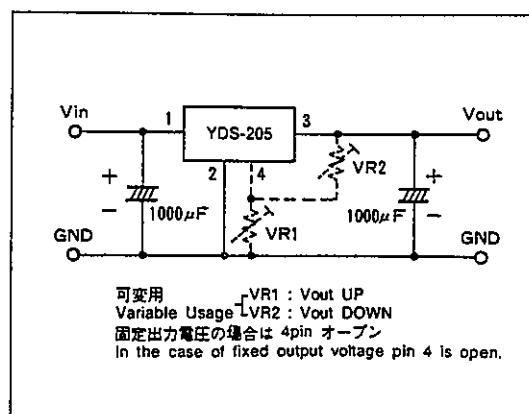 Vin
1
YDS-205
3
Vout
2
4
VR2
+
−
1000μF
VR1
1000μF
+
−
GND
GND
可変用
Variable Usage
VR1 : Vout UP
VR2 : Vout DOWN
固定出力電圧の場合は 4pin オープン
In the case of fixed output voltage pin 4 is open.